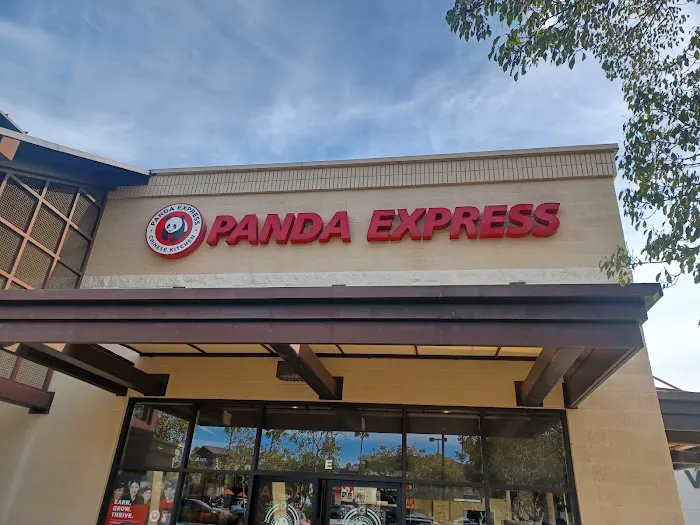 PANDA EXPRESS
CHINESE KITCHEN
PANDA EXPRESS
E
EARN.
GROW.
THRIVE.
V